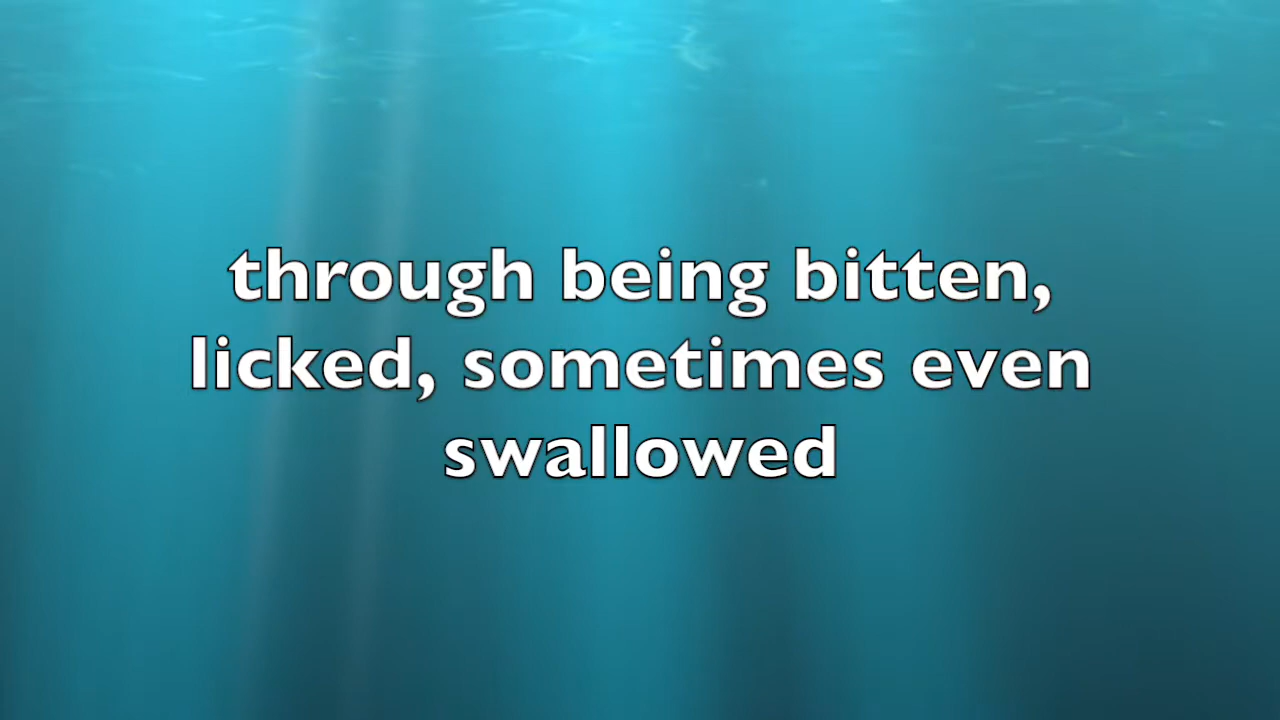 through being bitten,
licked, sometimes even
swallowed